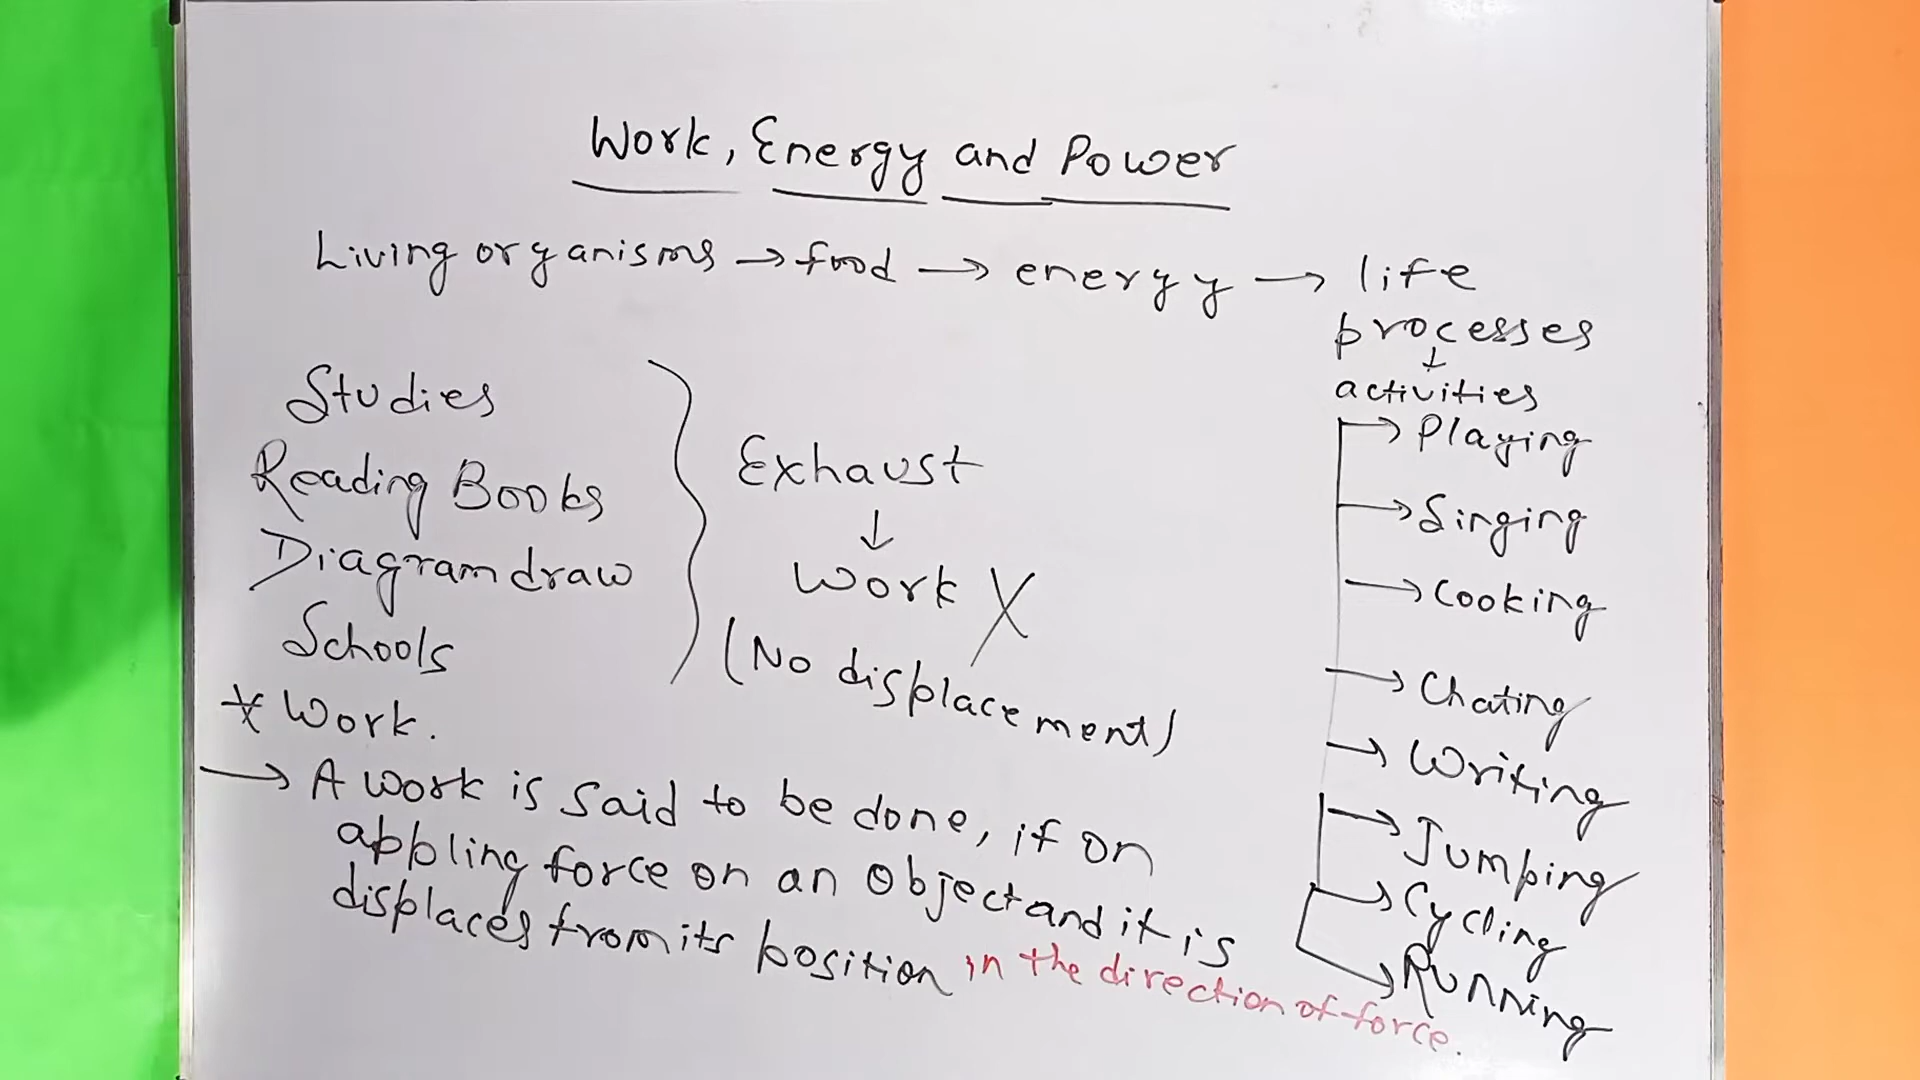 Work, Energy and Power
Living organisms → food → energy → life
processes
↓
activities
→ Playing
→ Singing
→ Cooking
→ Chating
→ Writing
→ Jumping
→ Cycling
→ Running
Studies
Reading Books
Diagram draw
Schools
Exhaust
↓
Work X
(No displacement)
* Work.
→ A work is said to be done, if on
appling force on an object and it is
displaces from its position in the direction of force.